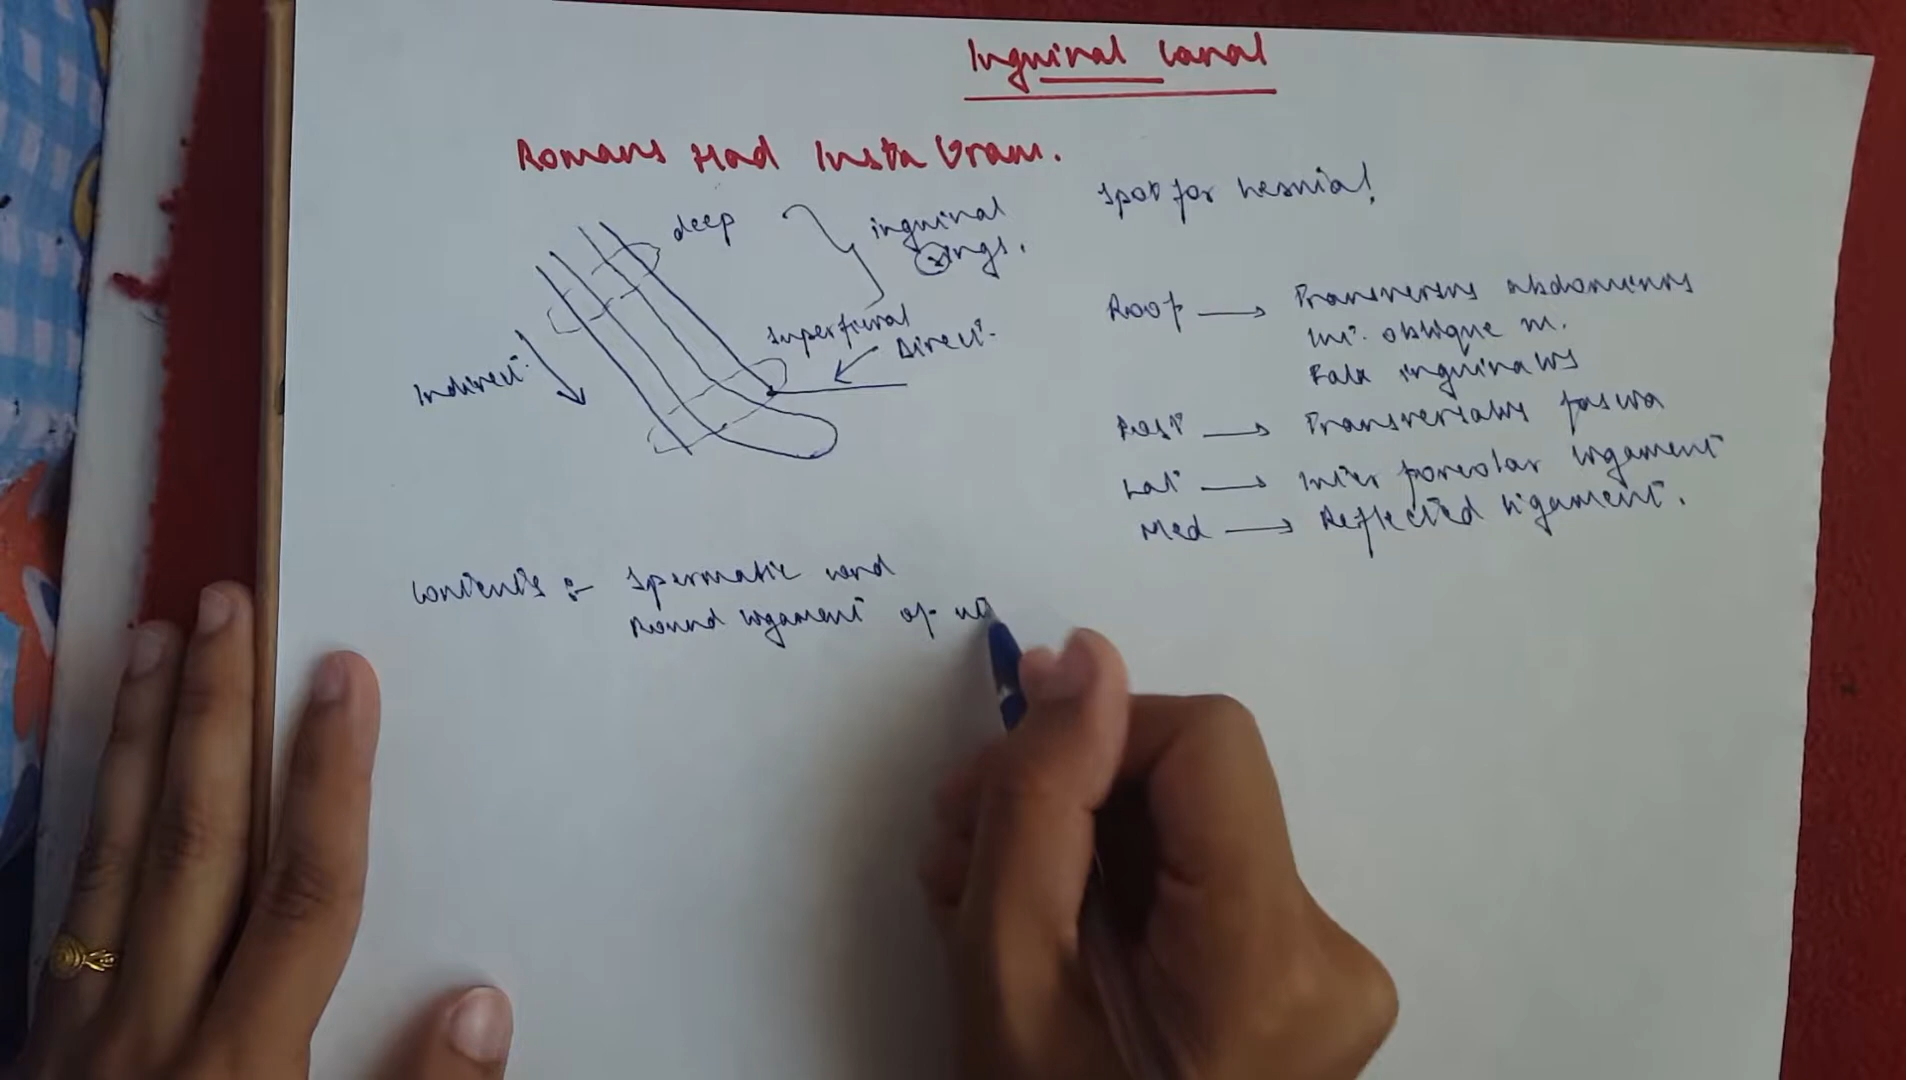 Inguinal canal
Romans Had Insta Gram.
Spot for hernia!
deep
inguinal
rings.
superficial
Direct.
Indirect.
Roof → Transversus abdominis
Int. oblique m.
Falx inguinalis
Post → Transversalis fascia
Lat → Inter foveolar ligament
Med → Reflected ligament.
Contents :- Spermatic cord
Round ligament of ut